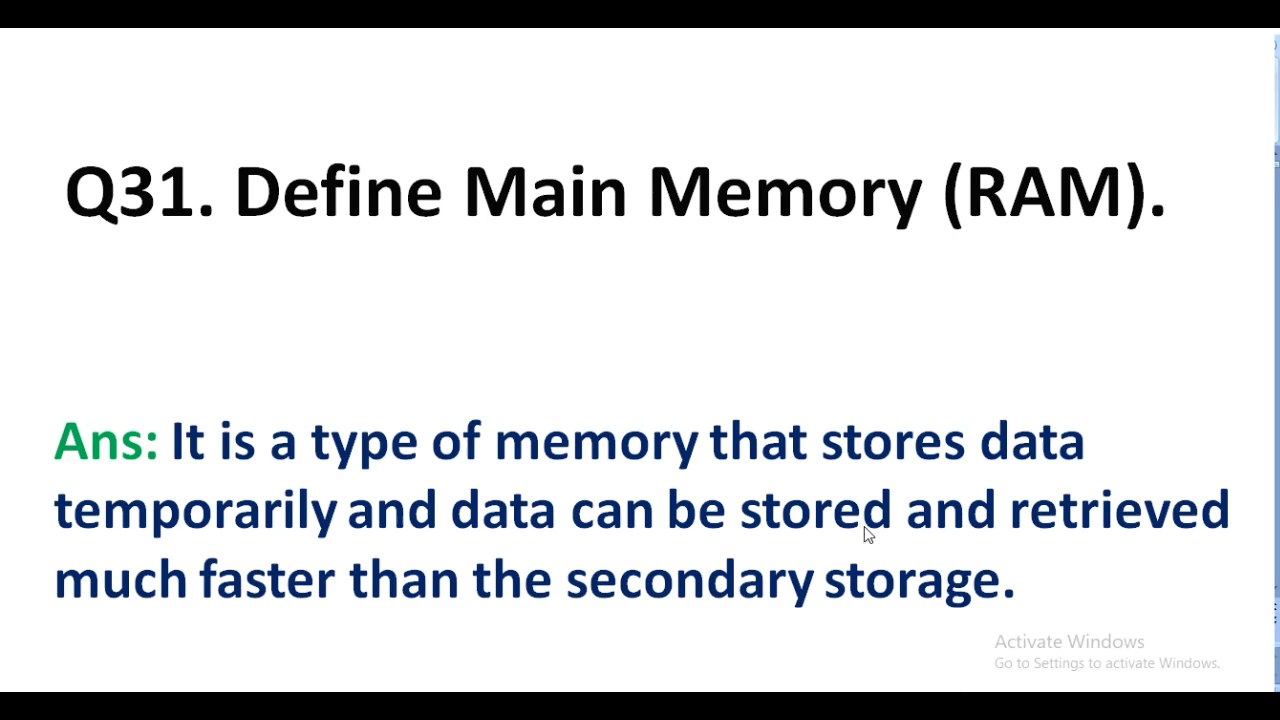 Q31. Define Main Memory (RAM).
Ans: It is a type of memory that stores data
temporarily and data can be stored and retrieved
much faster than the secondary storage.
Activate Windows
Go to Settings to activate Windows.